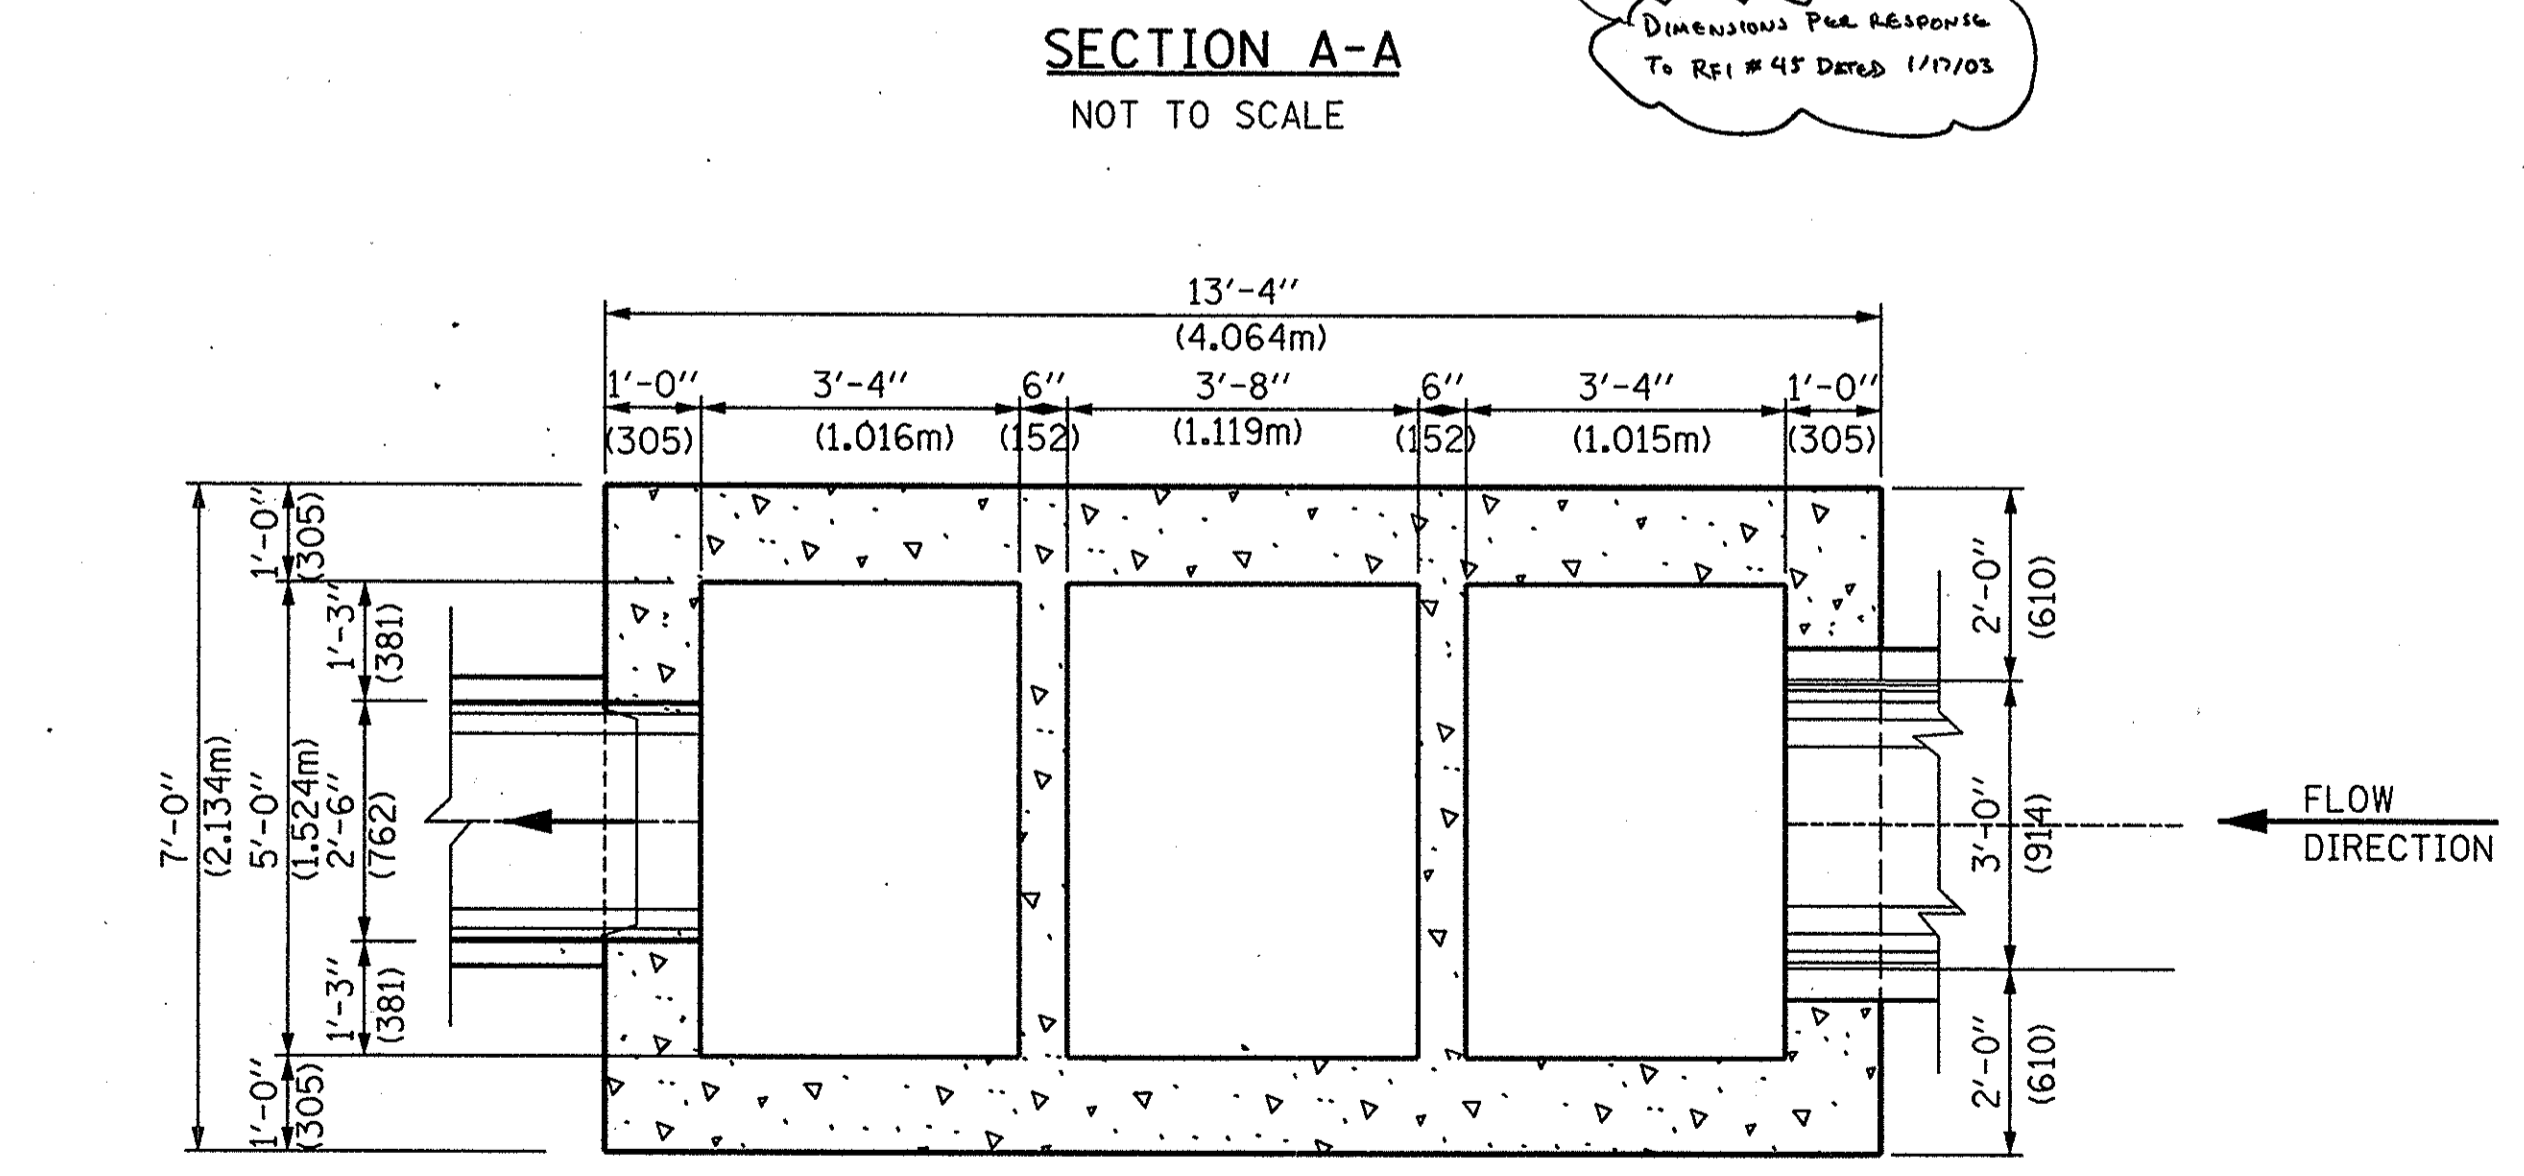 SECTION A-A
NOT TO SCALE
DIMENSIONS PER RESPONSE
TO RFI # 45 DATED 1/17/03
13'-4"
(4.064m)
1'-0" 3'-4" 6" 3'-8" 6" 3'-4" 1'-0"
(305) (1.016m) (152) (1.119m) (152) (1.015m) (305)
7'-0"
(2.134m)
1'-0"
(305)
5'-0"
(1.524m)
1'-0"
(305)
1'-3"
(381)
2'-6"
(762)
1'-3"
(381)
2'-0"
(610)
3'-0"
(914)
2'-0"
(610)
FLOW
DIRECTION